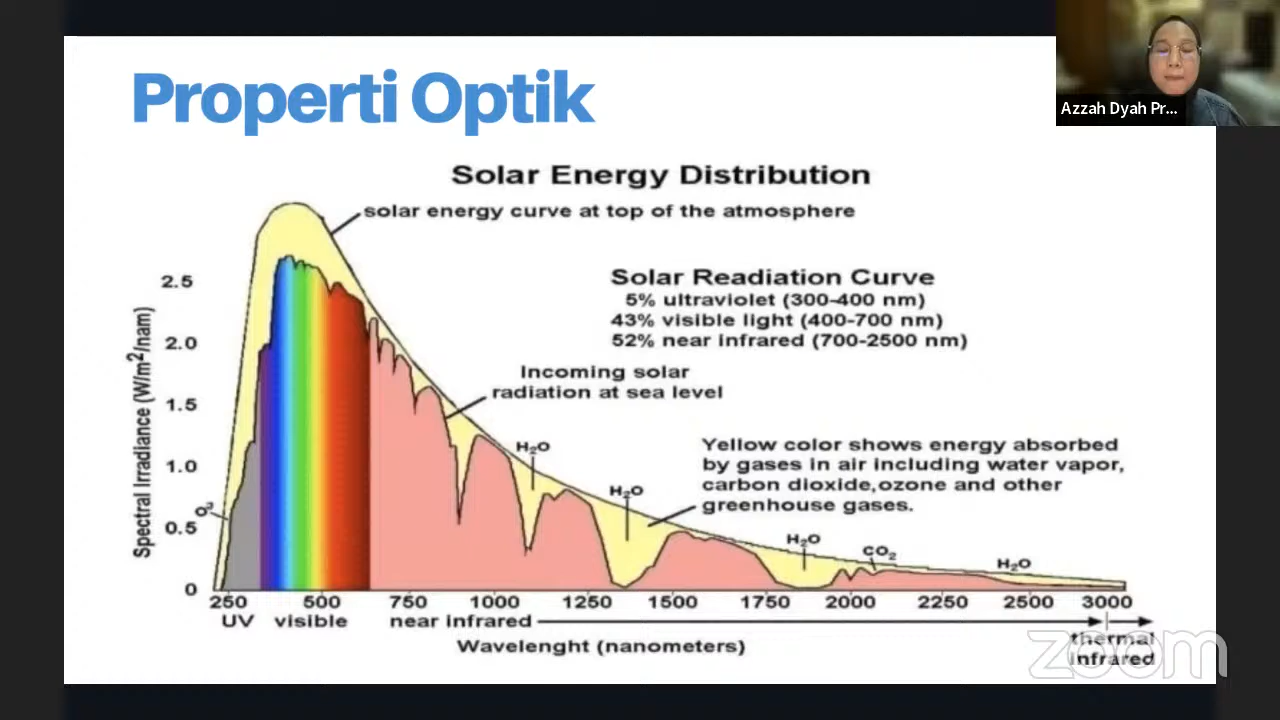 Properti Optik
Azzah Dyah Pr...
Solar Energy Distribution
solar energy curve at top of the atmosphere
Solar Readiation Curve
5% ultraviolet (300-400 nm)
43% visible light (400-700 nm)
52% near infrared (700-2500 nm)
Incoming solar
radiation at sea level
Yellow color shows energy absorbed
by gases in air including water vapor,
carbon dioxide,ozone and other
greenhouse gases.
Spectral Irradiance (W/m²/nam)
2.5
2.0
1.5
1.0
0.5
0
H₂O
H₂O
H₂O
CO₂
H₂O
250 500 750 1000 1250 1500 1750 2000 2250 2500 3000
UV visible near infrared
thermal
infrared
Wavelenght (nanometers)
zoom